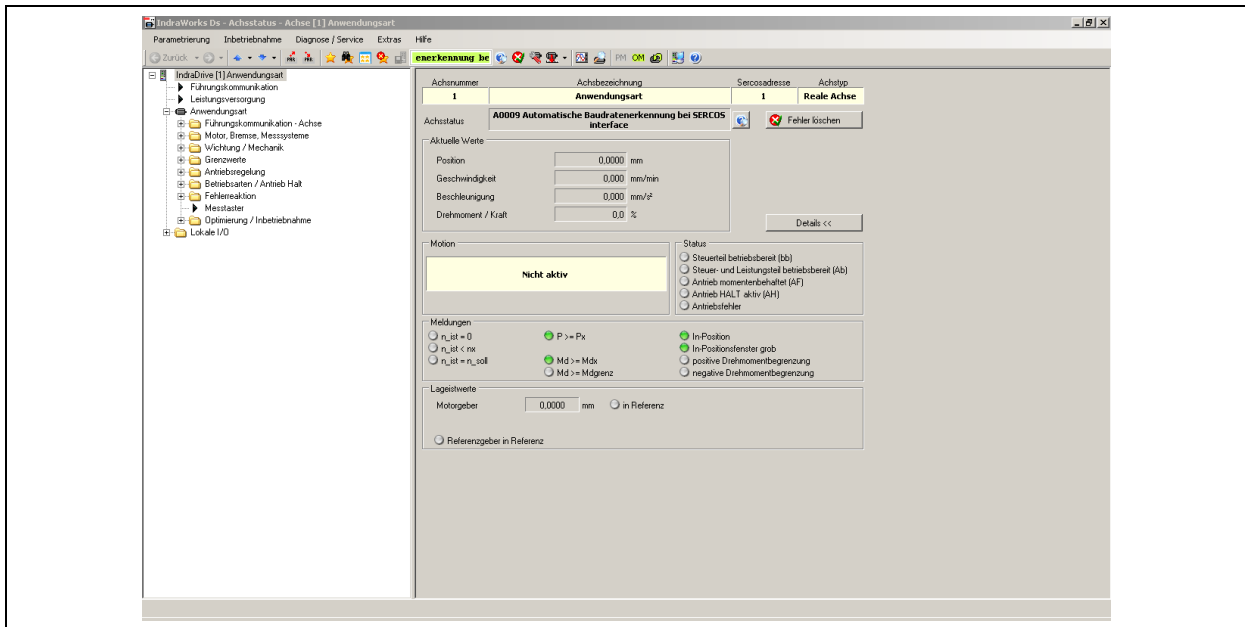 IndraWorks Ds - Achsstatus - Achse [1] Anwendungsart
Parametrierung Inbetriebnahme Diagnose / Service Extras Hilfe
Zurück enerkennung be PM OM
IndraDrive [1] Anwendungsart
Führungskommunikation
Leistungsversorgung
Anwendungsart
Führungskommunikation - Achse
Motor, Bremse, Messsysteme
Wichtung / Mechanik
Grenzwerte
Antriebsregelung
Betriebsarten / Antrieb Halt
Fehlerreaktion
Messtaster
Optimierung / Inbetriebnahme
Lokale I/O
Achsnummer Achsbezeichnung Sercosadresse Achstyp
1 Anwendungsart 1 Reale Achse
Achsstatus A0009 Automatische Baudratenerkennung bei SERCOS
interface
Fehler löschen
Aktuelle Werte
Position 0,0000 mm
Geschwindigkeit 0,000 mm/min
Beschleunigung 0,000 mm/s²
Drehmoment / Kraft 0,0 %
Details <<
Motion
Nicht aktiv
Status
Steuerteil betriebsbereit (bb)
Steuer- und Leistungsteil betriebsbereit (Ab)
Antrieb momentenbehaftet (AF)
Antrieb HALT aktiv (AH)
Antriebsfehler
Meldungen
n_ist = 0 P >= Px In-Position
n_ist < nx In-Positionsfenster grob
n_ist = n_soll Md >= Mdx positive Drehmomentbegrenzung
Md >= Mdgrenz negative Drehmomentbegrenzung
Lageistwerte
Motorgeber 0,0000 mm in Referenz
Referenzgeber in Referenz